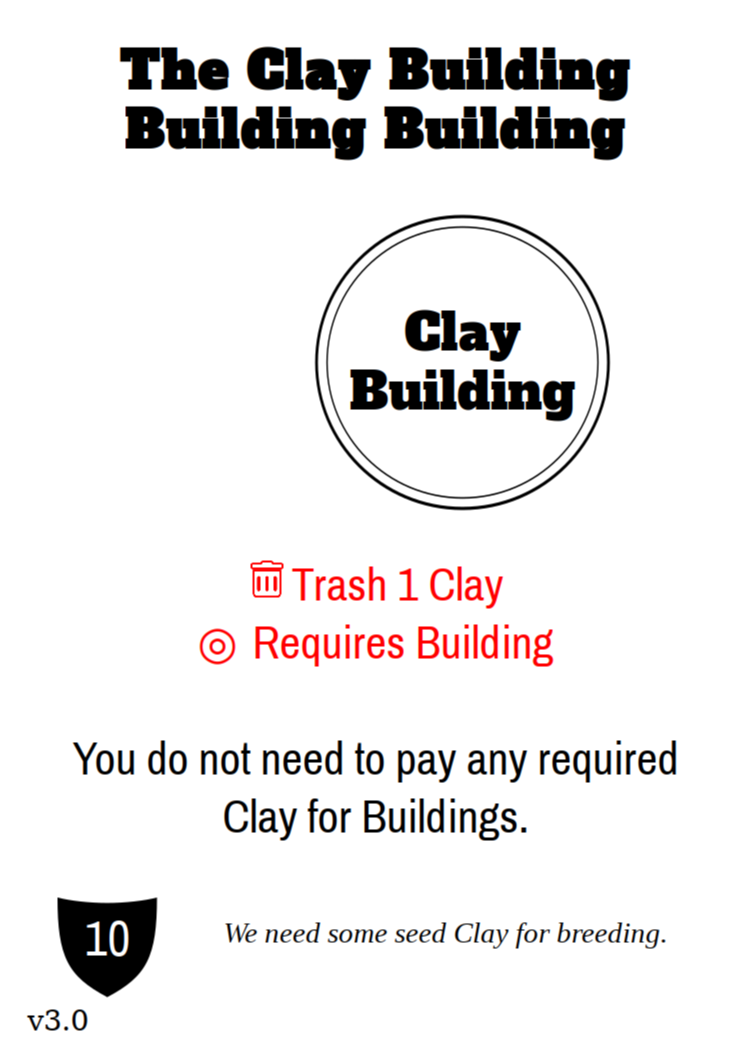 The Clay Building
Building Building
Clay
Building
Trash 1 Clay
◎ Requires Building
You do not need to pay any required
Clay for Buildings.
10
We need some seed Clay for breeding.
v3.0